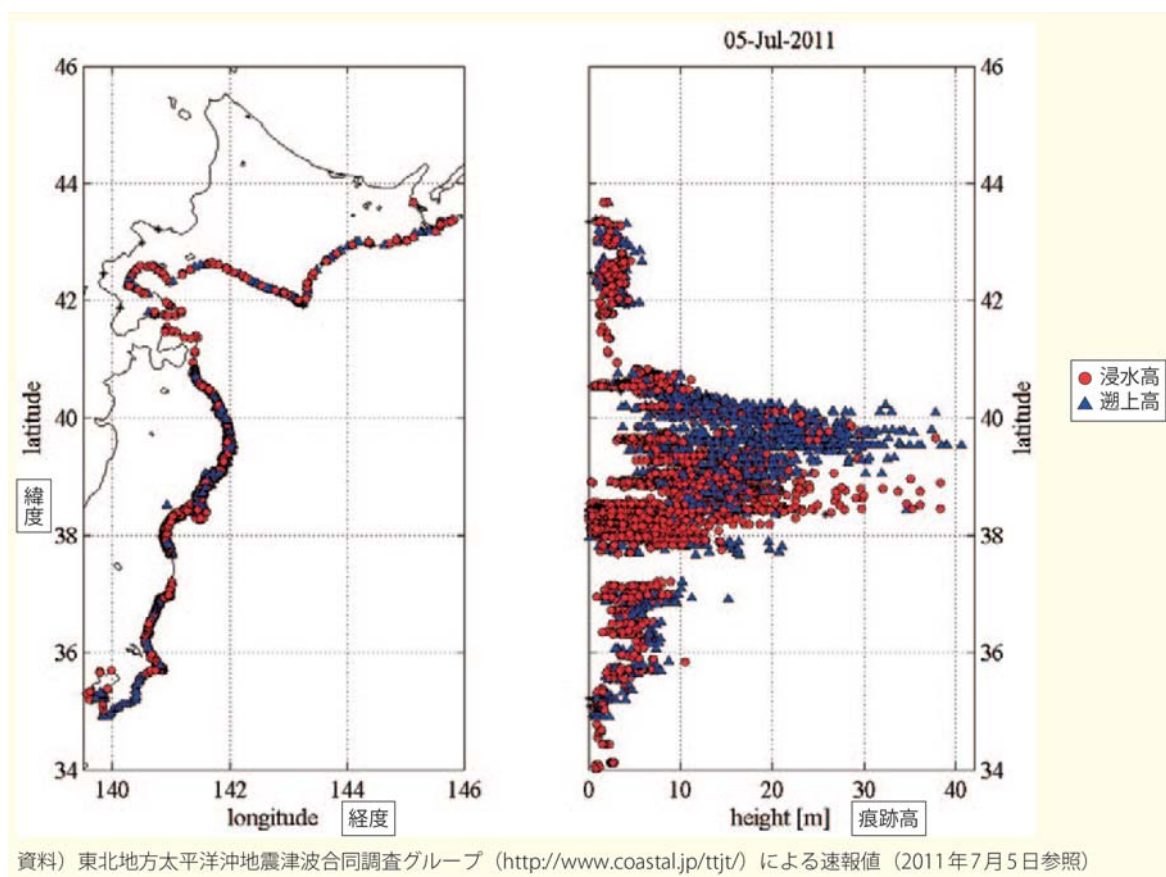 05-Jul-2011
46
44
42
40
38
36
34
latitude
緯度
140 142 144 146
longitude 経度
46
44
42
40
38
36
34
latitude
0 10 20 30 40
height [m] 痕跡高
浸水高
遡上高
資料）東北地方太平洋沖地震津波合同調査グループ（http://www.coastal.jp/ttjt/）による速報値（2011年7月5日参照）